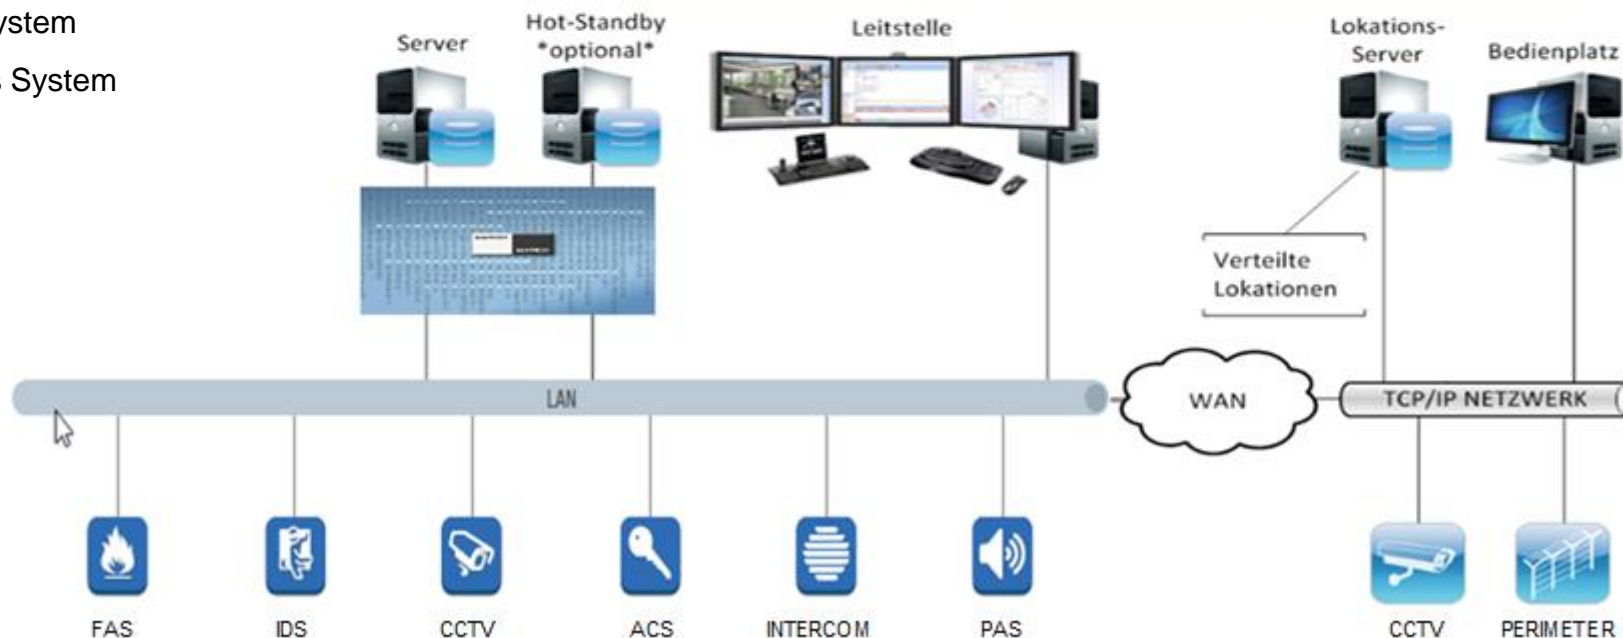 ystem
System
Server
Hot-Standby
*optional*
Leitstelle
Lokations-
Server
Bedienplatz
Verteilte
Lokationen
LAN
WAN
TCP/IP NETZWERK
FAS
IDS
CCTV
ACS
INTERCOM
PAS
CCTV
PERIMETER